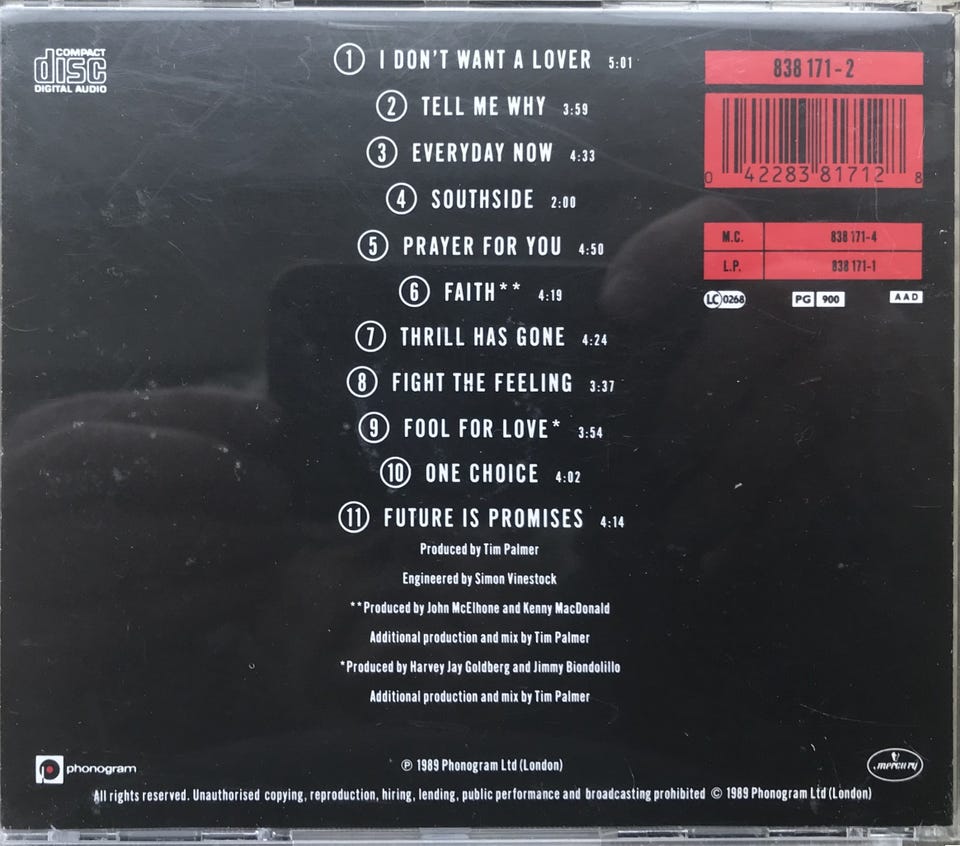 COMPACT
disc
DIGITAL AUDIO
1 I DON'T WANT A LOVER 5:01
2 TELL ME WHY 3:59
3 EVERYDAY NOW 4:33
4 SOUTHSIDE 2:00
5 PRAYER FOR YOU 4:50
6 FAITH** 4:19
7 THRILL HAS GONE 4:24
8 FIGHT THE FEELING 3:37
9 FOOL FOR LOVE* 3:54
10 ONE CHOICE 4:02
11 FUTURE IS PROMISES 4:14
838 171-2
0 42283 81712 8
M.C. 838 171-4
L.P. 838 171-1
LC 0268 PG 900 AAD
Produced by Tim Palmer
Engineered by Simon Vinestock
**Produced by John McElhone and Kenny MacDonald
Additional production and mix by Tim Palmer
*Produced by Harvey Jay Goldberg and Jimmy Biondolillo
Additional production and mix by Tim Palmer
phonogram
℗ 1989 Phonogram Ltd (London)
mercury
All rights reserved. Unauthorised copying, reproduction, hiring, lending, public performance and broadcasting prohibited © 1989 Phonogram Ltd (London)